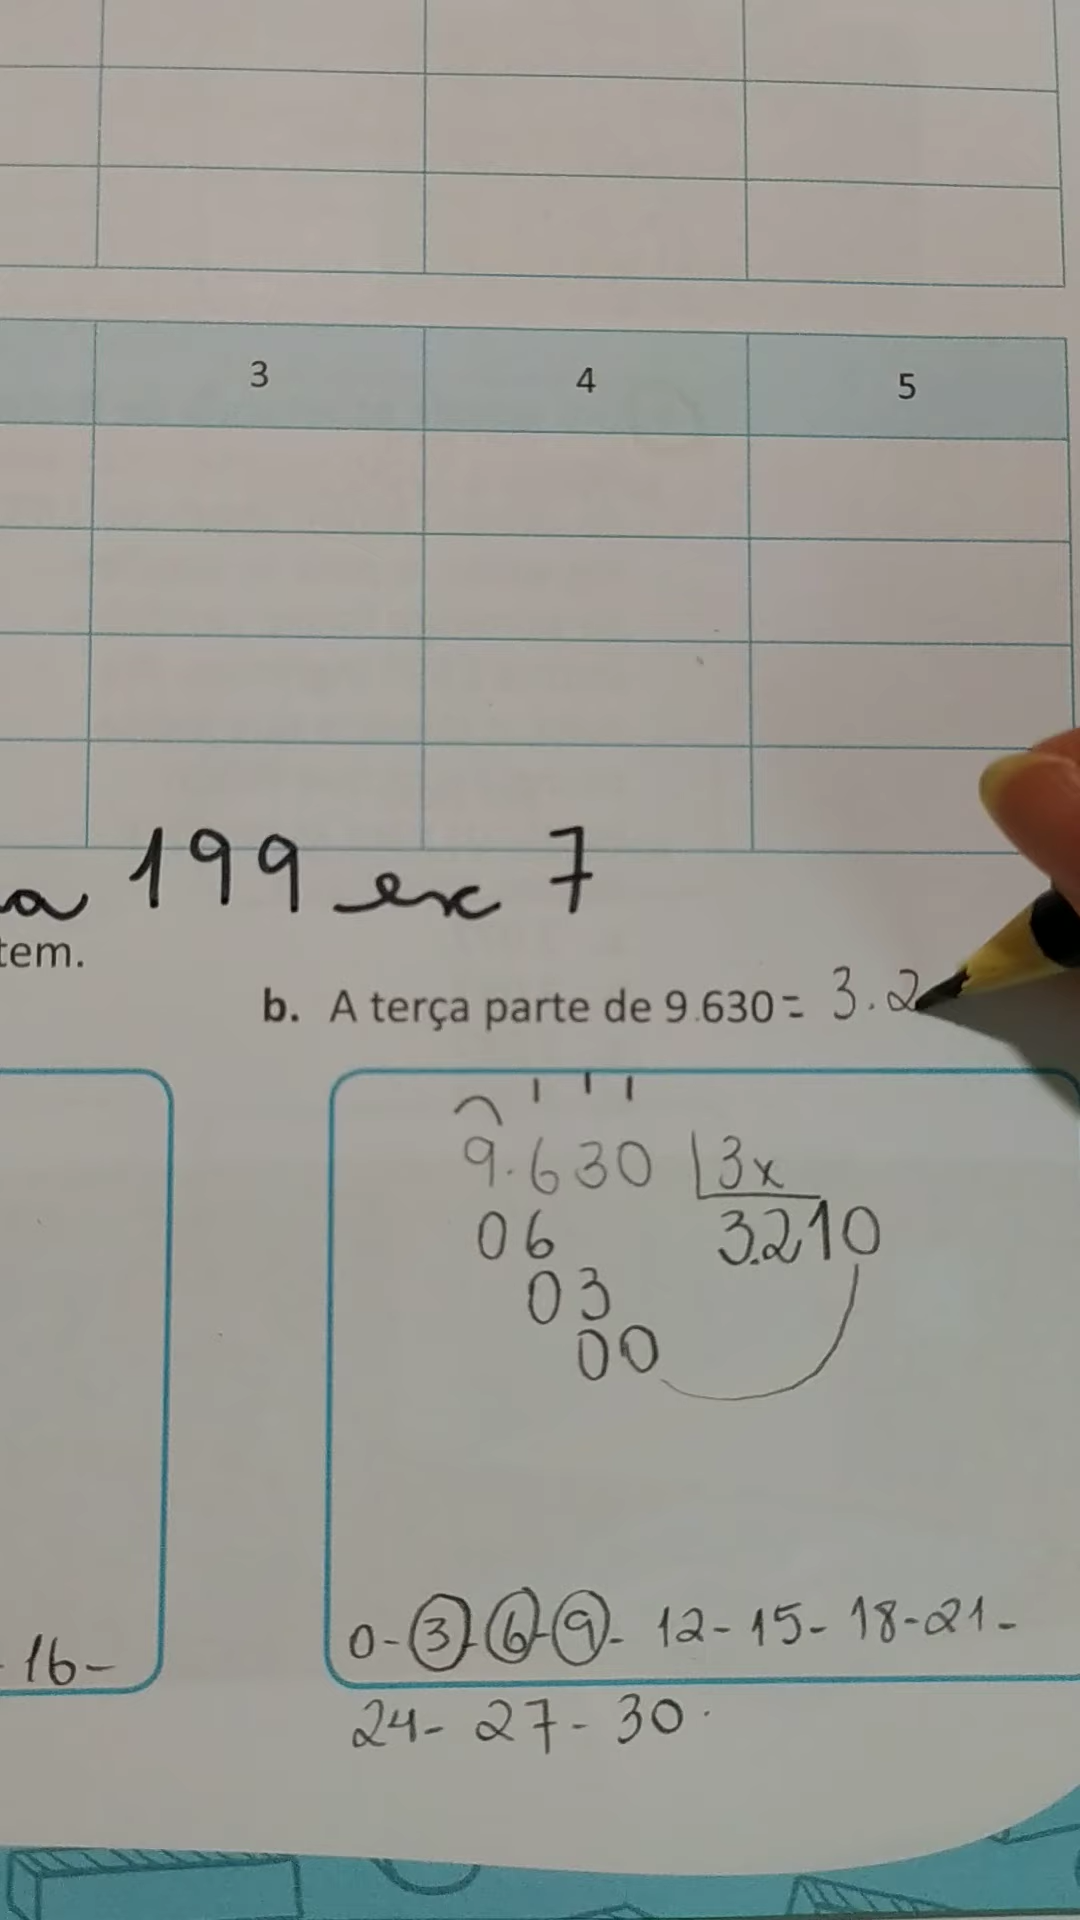 3 4 5
a 199 exc 7
tem.
b. A terça parte de 9.630 = 3.2
9.630 3x
06 3.210
03
00
0-3-6-9- 12-15-18-21-
16-
24- 27- 30.